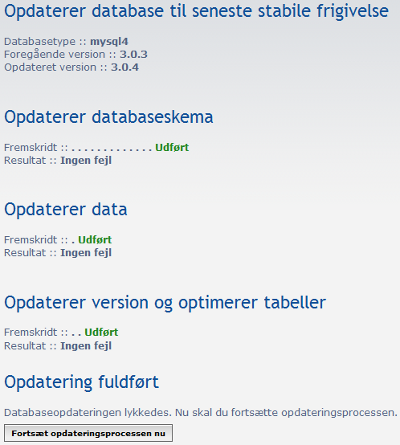 Opdaterer database til seneste stabile frigivelse
Databasetype :: mysql4
Foregående version :: 3.0.3
Opdateret version :: 3.0.4
Opdaterer databaseskema
Fremskridt :: . . . . . . . . . . . . . Udført
Resultat :: Ingen fejl
Opdaterer data
Fremskridt :: . Udført
Resultat :: Ingen fejl
Opdaterer version og optimerer tabeller
Fremskridt :: . . Udført
Resultat :: Ingen fejl
Opdatering fuldført
Databaseopdateringen lykkedes. Nu skal du fortsætte opdateringsprocessen.
Fortsæt opdateringsprocessen nu